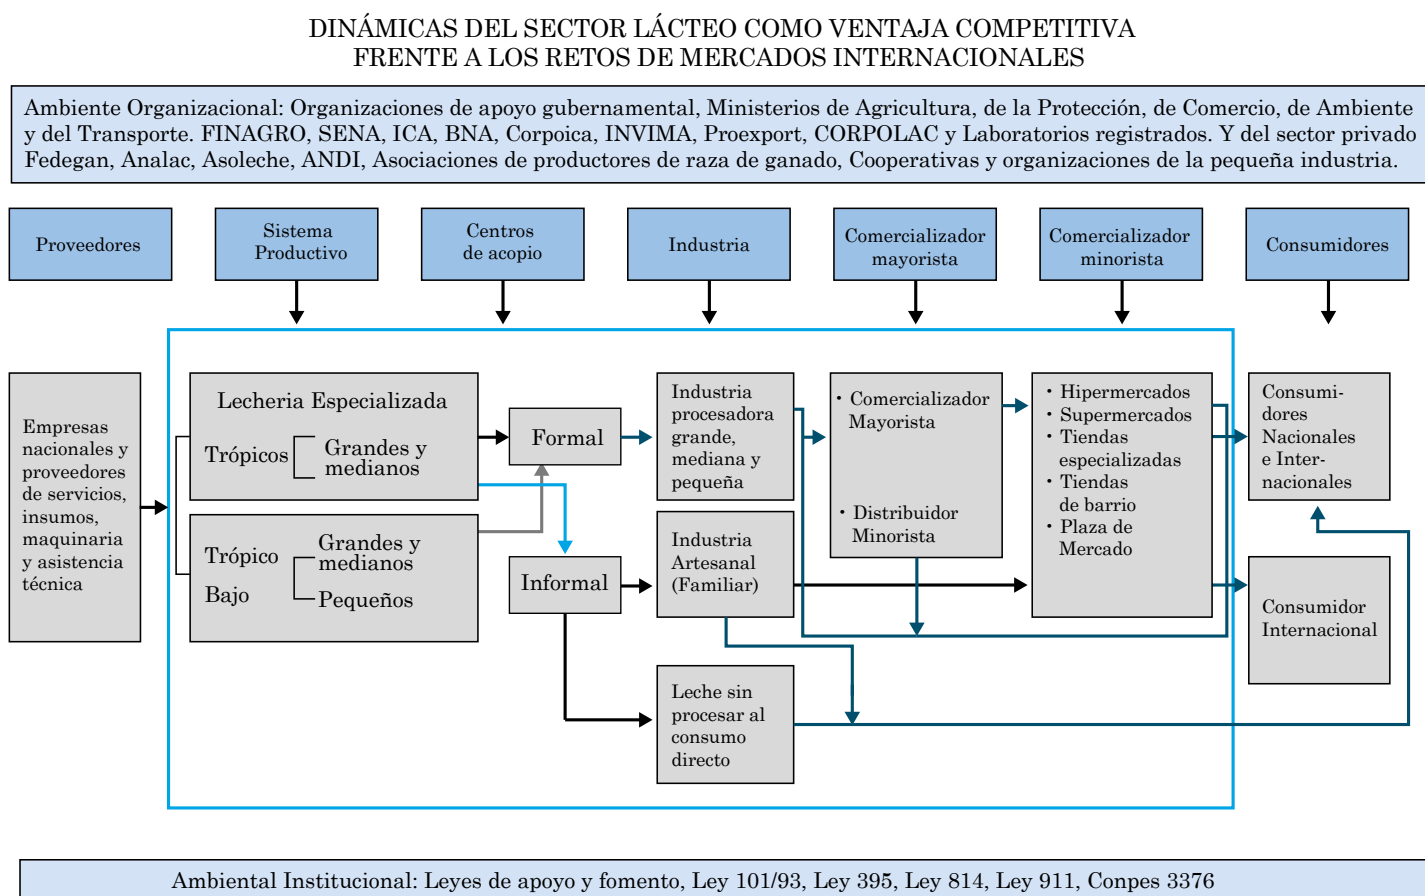 DINÁMICAS DEL SECTOR LÁCTEO COMO VENTAJA COMPETITIVA
FRENTE A LOS RETOS DE MERCADOS INTERNACIONALES
Ambiente Organizacional: Organizaciones de apoyo gubernamental, Ministerios de Agricultura, de la Protección, de Comercio, de Ambiente
y del Transporte. FINAGRO, SENA, ICA, BNA, Corpoica, INVIMA, Proexport, CORPOLAC y Laboratorios registrados. Y del sector privado
Fedegan, Analac, Asoleche, ANDI, Asociaciones de productores de raza de ganado, Cooperativas y organizaciones de la pequeña industria.
Proveedores
Sistema
Productivo
Centros
de acopio
Industria
Comercializador
mayorista
Comercializador
minorista
Consumidores
Empresas
nacionales y
proveedores
de servicios,
insumos,
maquinaria
y asistencia
técnica
Lecheria Especializada
Trópicos
Grandes y
medianos
Trópico
Bajo
Grandes y
medianos
Pequeños
Formal
Informal
Industria
procesadora
grande,
mediana y
pequeña
Industria
Artesanal
(Familiar)
Leche sin
procesar al
consumo
directo
· Comercializador
Mayorista
· Distribuidor
Minorista
· Hipermercados
· Supermercados
· Tiendas
especializadas
· Tiendas
de barrio
· Plaza de
Mercado
Consumi-
dores
Nacionales
e Inter-
nacionales
Consumidor
Internacional
Ambiental Institucional: Leyes de apoyo y fomento, Ley 101/93, Ley 395, Ley 814, Ley 911, Conpes 3376